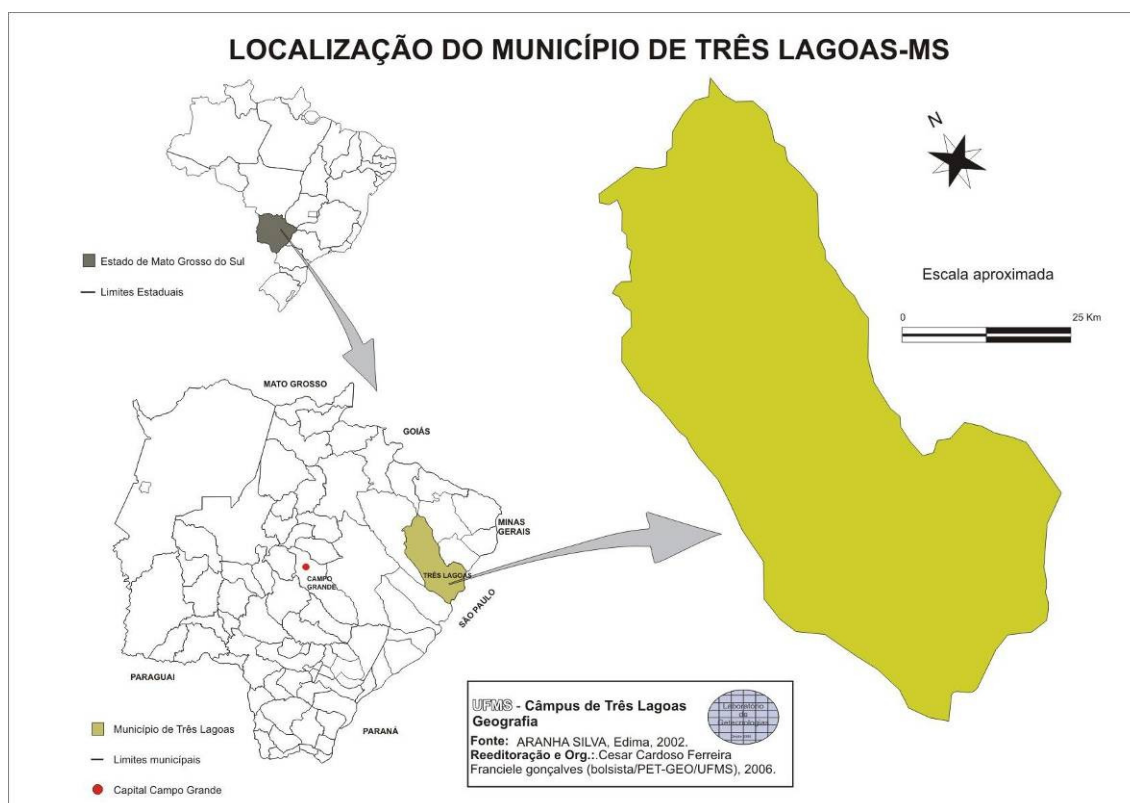 LOCALIZAÇÃO DO MUNICÍPIO DE TRÊS LAGOAS-MS
N
Estado de Mato Grosso do Sul
Limites Estaduais
Escala aproximada
0 25 Km
MATO GROSSO
GOIÁS
MINAS
GERAIS
TRÊS LAGOAS
CAMPO
GRANDE
SÃO PAULO
PARAGUAI
PARANÁ
Município de Três Lagoas
Limites municípais
Capital Campo Grande
UFMS - Câmpus de Três Lagoas
Geografia
Fonte: ARANHA SILVA, Edima, 2002.
Reeditoração e Org.:.Cesar Cardoso Ferreira
Franciele gonçalves (bolsista/PET-GEO/UFMS), 2006.
Laboratório
de